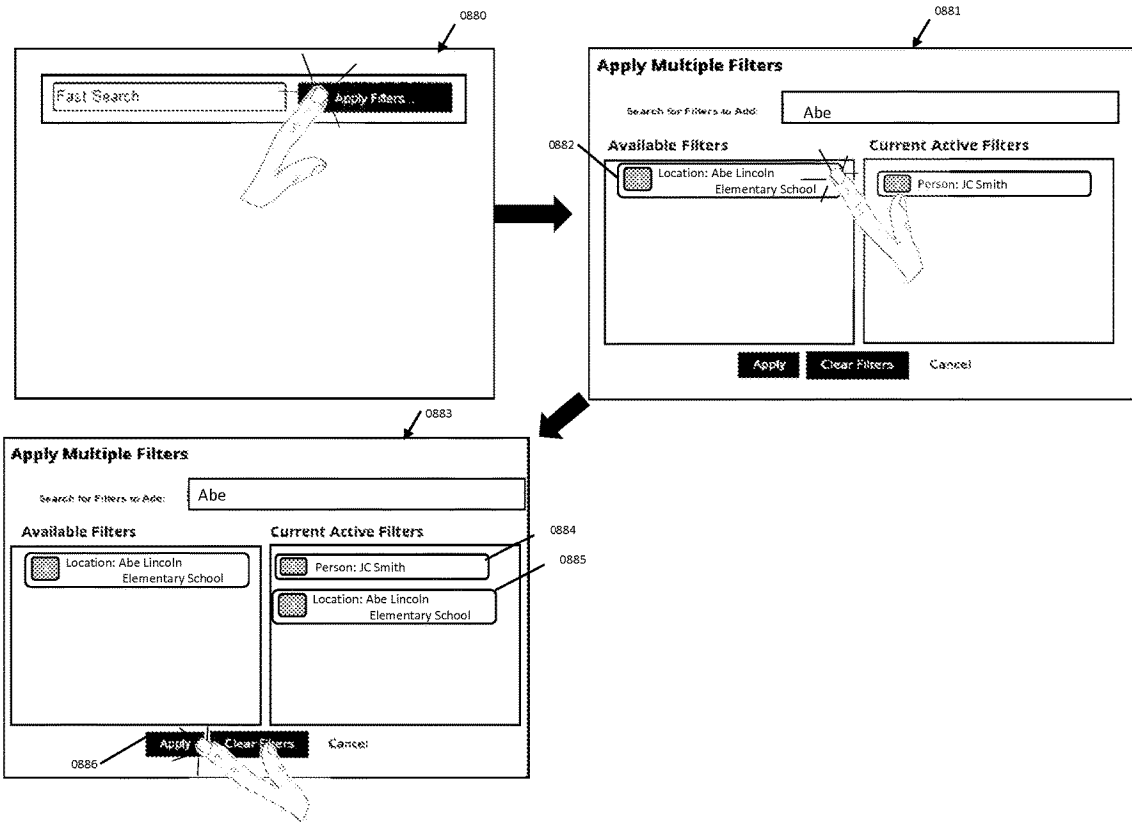 0880
Fast Search
Apply Filters...
0881
Apply Multiple Filters
Search for Filters to Add:
Abe
0882
Available Filters
Current Active Filters
Location: Abe Lincoln
Elementary School
Person: JC Smith
Apply
Clear Filters
Cancel
0883
Apply Multiple Filters
Search for Filters to Add:
Abe
Available Filters
Current Active Filters
0884
0885
Location: Abe Lincoln
Elementary School
Person: JC Smith
Location: Abe Lincoln
Elementary School
Apply
Clear Filters
Cancel
0886